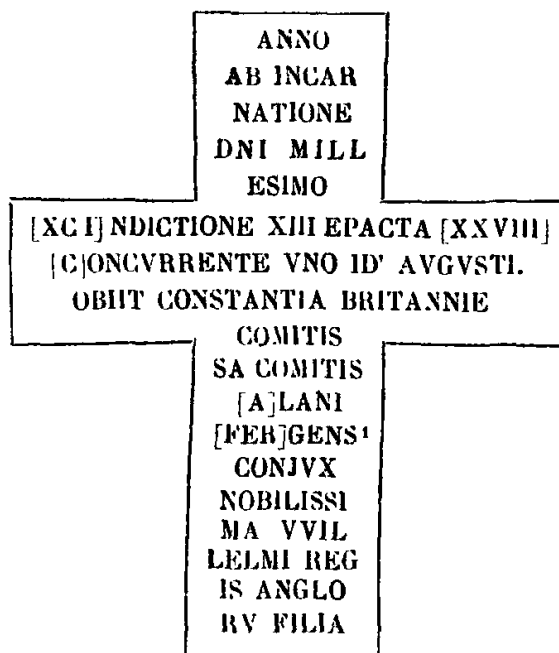 ANNO
AB INCAR
NATIONE
DNI MILL
ESIMO
[XC I] NDICTIONE XIII EPACTA [XXVIII]
[C]ONCVRRENTE VNO ID' AVGVSTI.
OBIIT CONSTANTIA BRITANNIE
COMITIS
SA COMITIS
[A]LANI
[FER]GENS¹
CONJVX
NOBILISSI
MA VVIL
LELMI REG
IS ANGLO
RV FILIA